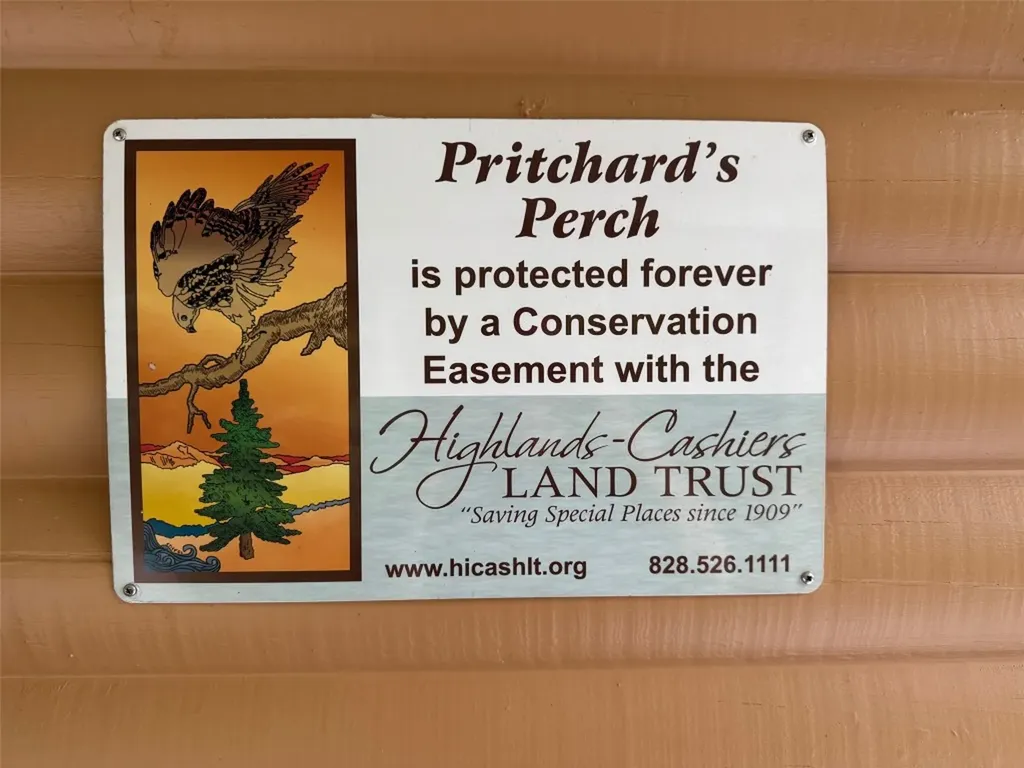 Pritchard's
Perch
is protected forever
by a Conservation
Easement with the
Highlands-Cashiers
LAND TRUST
"Saving Special Places since 1909"
www.hicashlt.org 828.526.1111